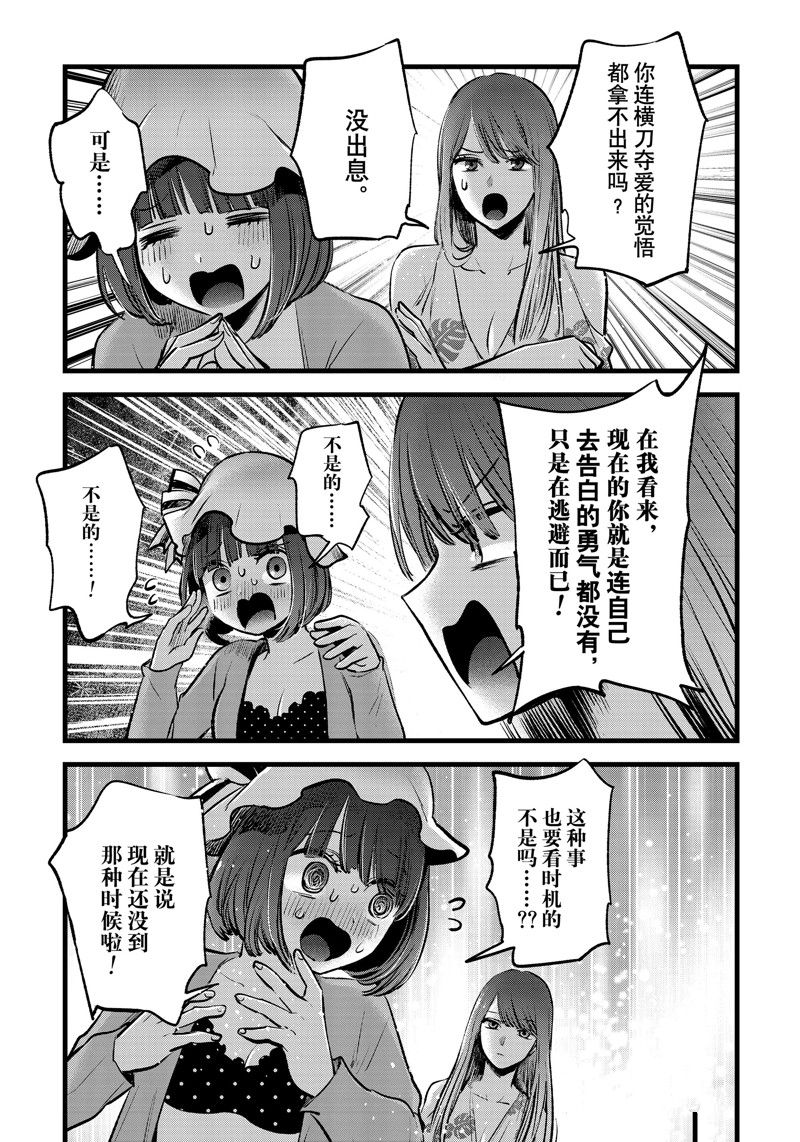 你连横刀夺爱的觉悟
都拿不出来吗？
没出息。
可是……
在我看来，
现在的你就是连自己
去告白的勇气都没有，
只是在逃避而已！
不是的……
不是的……！
这种事
也要看时机的
不是吗……??
就是说
现在还没到
那种时候啦！